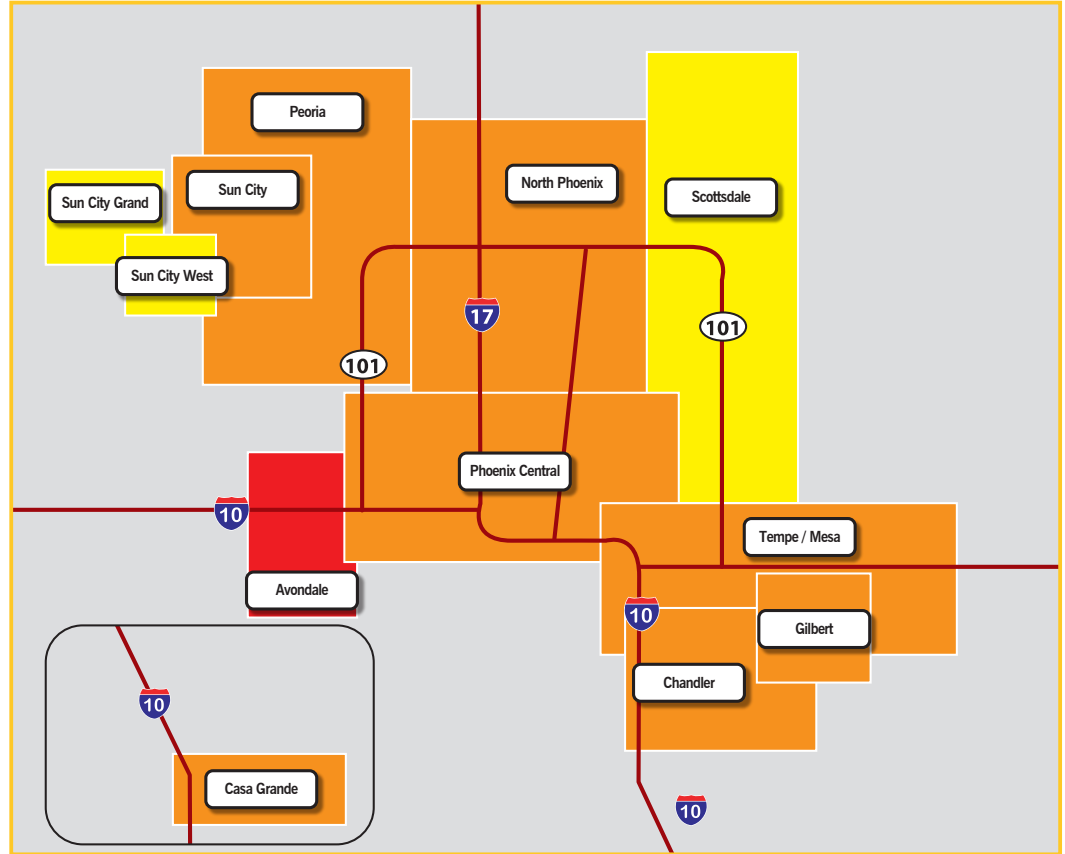 Peoria
North Phoenix
Sun City
Scottsdale
Sun City Grand
Sun City West
17
101
101
Phoenix Central
10
Tempe / Mesa
Avondale
10
Gilbert
Chandler
10
Casa Grande
10